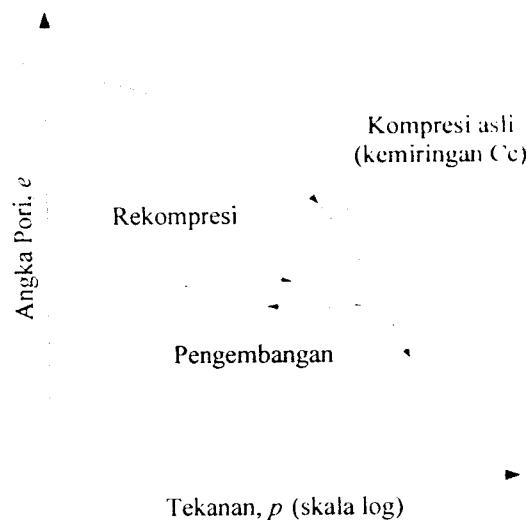 Kompresi asli
(kemiringan Cc)
Rekompresi
Angka Pori, e
Pengembangan
Tekanan, p (skala log)